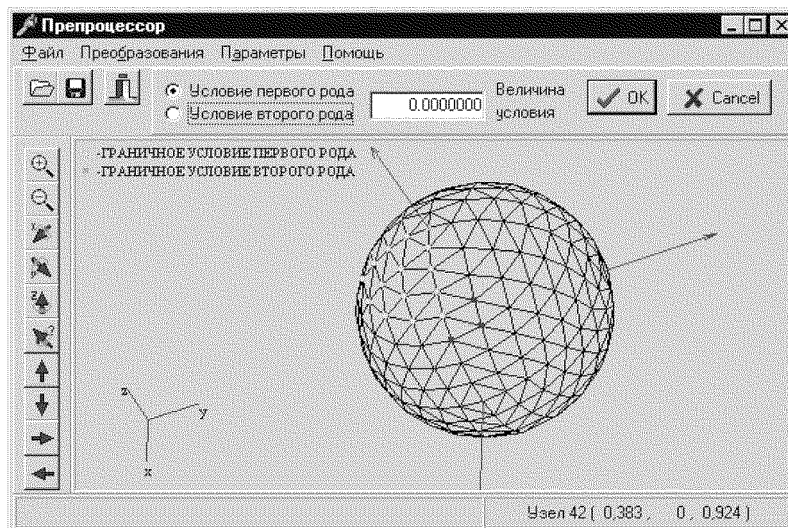 Препроцессор
Файл Преобразования Параметры Помощь
Условие первого рода
Условие второго рода
0.0000000
Величина
условия
OK
Cancel
-ГРАНИЧНОЕ УСЛОВИЕ ПЕРВОГО РОДА
-ГРАНИЧНОЕ УСЛОВИЕ ВТОРОГО РОДА
z
y
x
Узел 42 ( 0,383 , 0 , 0,924 )